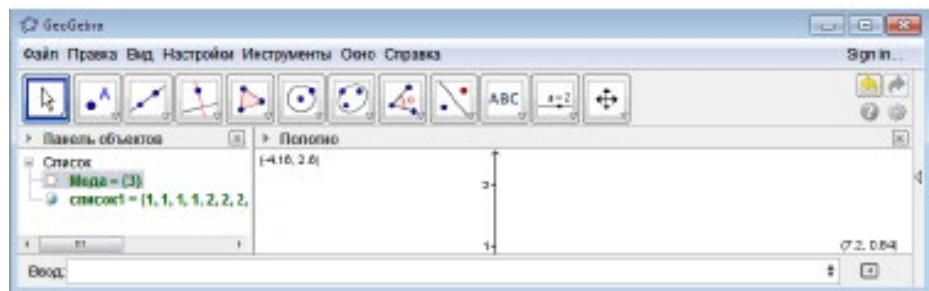 GeoGebra
Файл Правка Вид Настройки Инструменты Окно Справка Sign in...
A ABC a=2
Панель объектов Полотно
Список
Мода = {3}
список1 = {1, 1, 1, 1, 2, 2, 2,
(-4.16, 2.6)
2
1
(7.2, 0.84)
Ввод: